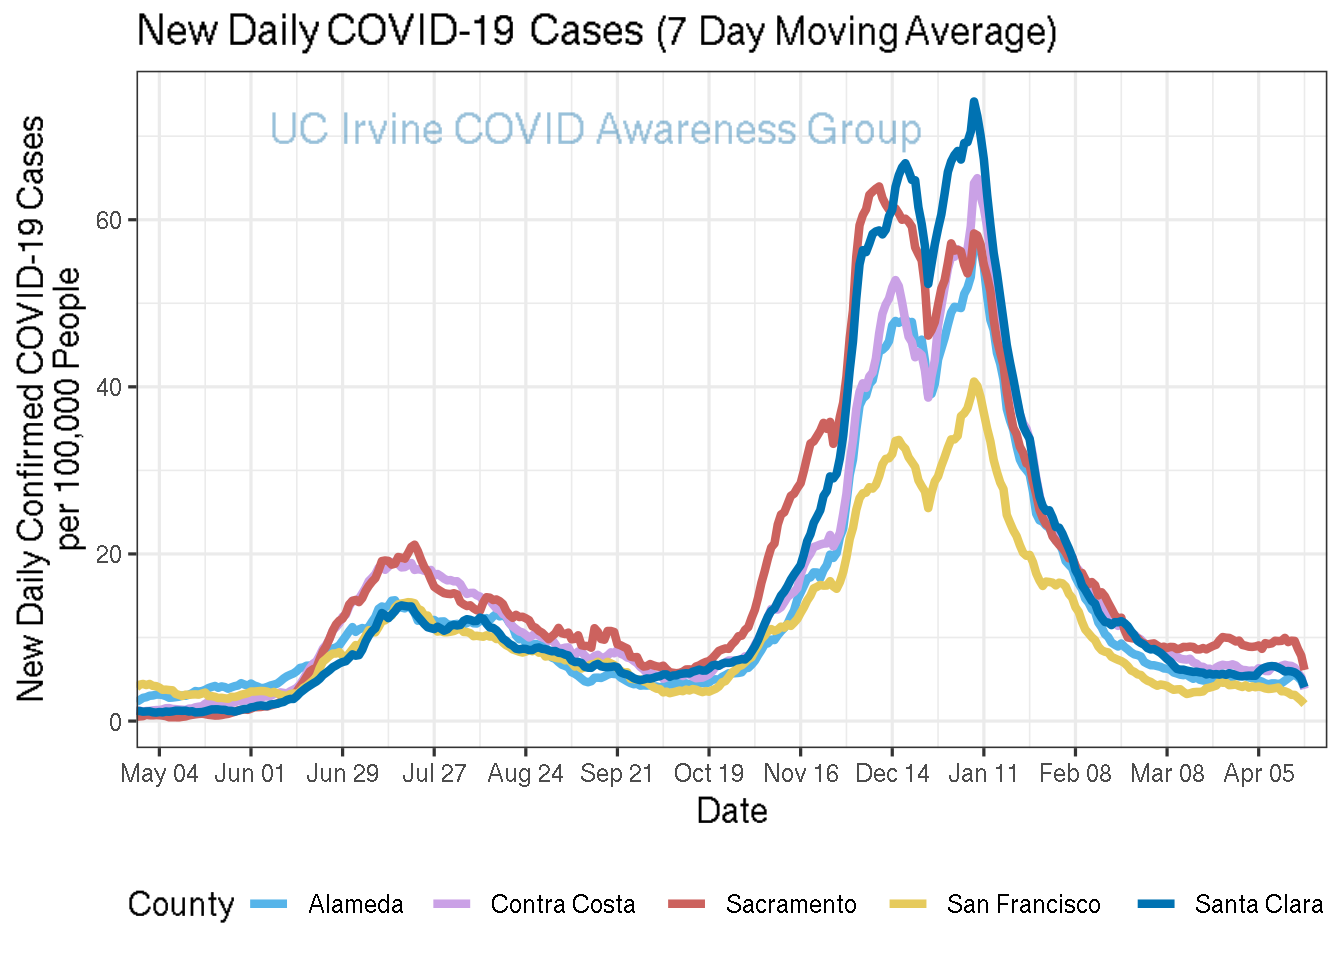 New Daily COVID-19 Cases (7 Day Moving Average)
UC Irvine COVID Awareness Group
New Daily Confirmed COVID-19 Cases
per 100,000 People
60
40
20
0
May 04 Jun 01 Jun 29 Jul 27 Aug 24 Sep 21 Oct 19 Nov 16 Dec 14 Jan 11 Feb 08 Mar 08 Apr 05
Date
County Alameda Contra Costa Sacramento San Francisco Santa Clara